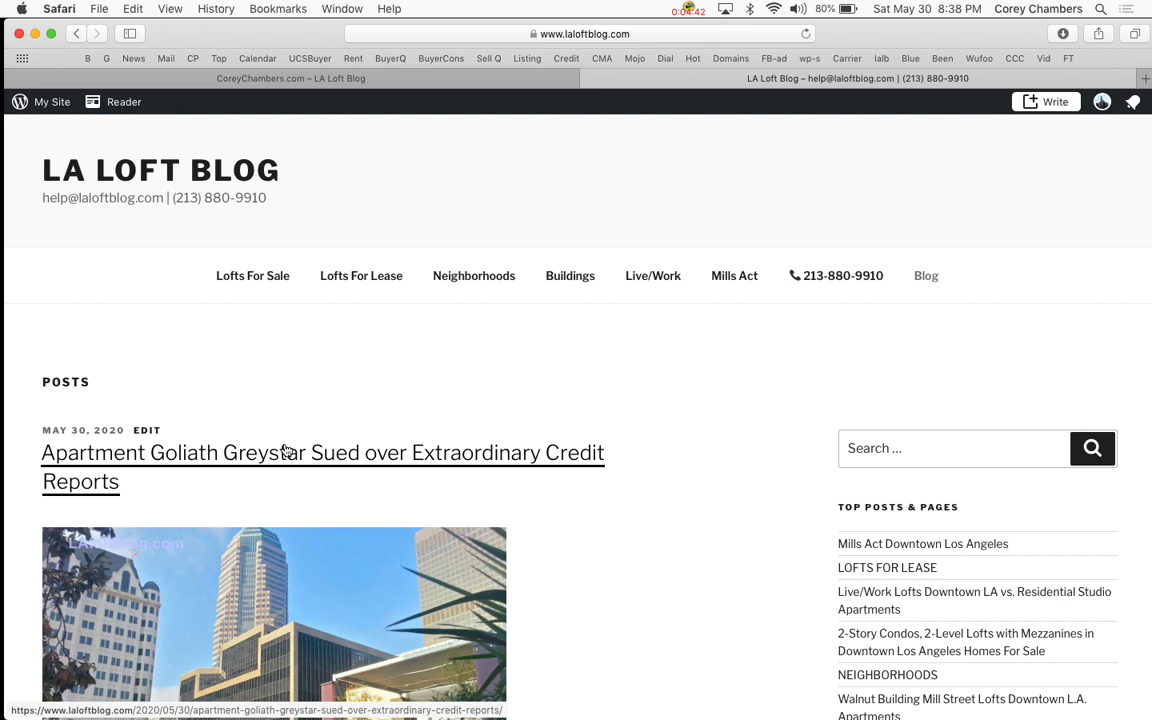 Safari File Edit View History Bookmarks Window Help 0:04:42 80% Sat May 30 8:38 PM Corey Chambers
www.laloftblog.com
B G News Mail CP Top Calendar UCSBuyer Rent BuyerQ BuyerCons Sell Q Listing Credit CMA Mojo Dial Hot Domains FB-ad wp-s Carrier lalb Blue Been Wufoo CCC Vid FT
CoreyChambers.com – LA Loft Blog LA Loft Blog – help@laloftblog.com | (213) 880-9910
My Site Reader Write
LA LOFT BLOG
help@laloftblog.com | (213) 880-9910
Lofts For Sale Lofts For Lease Neighborhoods Buildings Live/Work Mills Act 213-880-9910 Blog
POSTS
MAY 30, 2020 EDIT
Apartment Goliath Greystar Sued over Extraordinary Credit
Reports
LALoftBlog.com
Search …
TOP POSTS & PAGES
Mills Act Downtown Los Angeles
LOFTS FOR LEASE
Live/Work Lofts Downtown LA vs. Residential Studio
Apartments
2-Story Condos, 2-Level Lofts with Mezzanines in
Downtown Los Angeles Homes For Sale
NEIGHBORHOODS
Walnut Building Mill Street Lofts Downtown L.A.
Apartments
https://www.laloftblog.com/2020/05/30/apartment-goliath-greystar-sued-over-extraordinary-credit-reports/